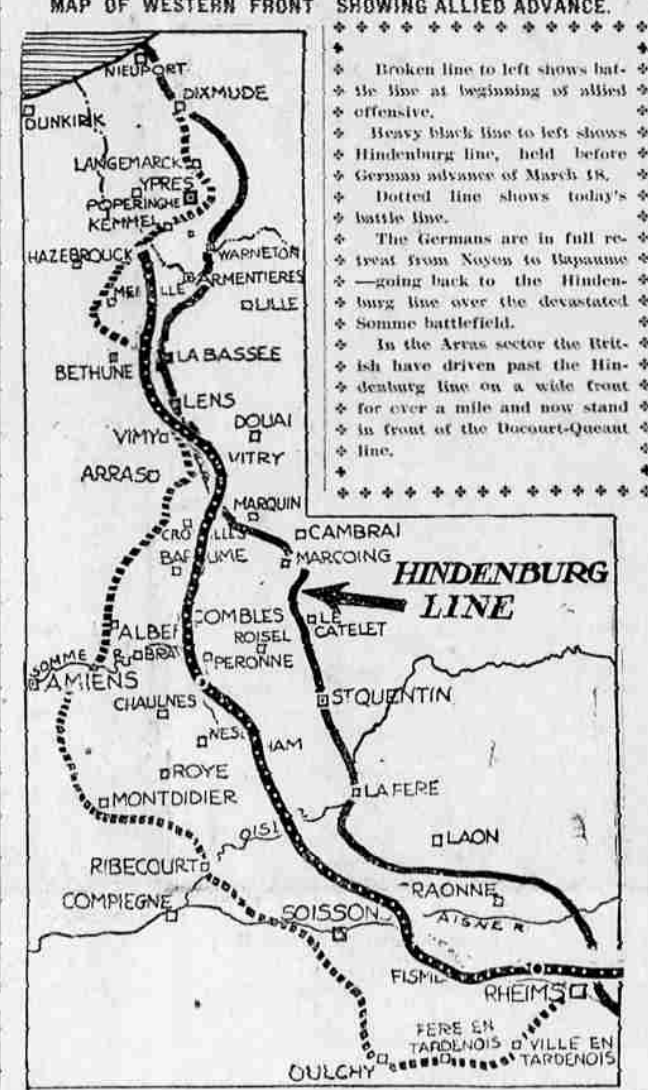 MAP OF WESTERN FRONT SHOWING ALLIED ADVANCE.
Broken line to left shows bat-
tle line at beginning of allied
offensive.
Heavy black line to left shows
Hindenburg line, held before
German advance of March 18.
Dotted line shows today's
battle line.
The Germans are in full re-
treat from Noyen to Bapaume
—going back to the Hinden-
burg line over the devastated
Somme battlefield.
In the Arras sector the Brit-
ish have driven past the Hin-
denburg line on a wide front
for over a mile and now stand
in front of the Docourt-Queant
line.
NIEUPORT
DIXMUDE
DUNKIRK
LANGEMARCK
YPRES
POPERINGHE
KEMMEL
HAZEBROUCK
WARNETON
ARMENTIERES
LILLE
LA BASSEE
BETHUNE
LENS
VIMY
DOUAI
VITRY
ARRAS
MARQUIN
CAMBRAI
MARCOING
HINDENBURG
LINE
COMBLES
LE
CATELET
ROISEL
PERONNE
SOMME
AMIENS
CHAULNES
ST QUENTIN
ROYE
MONTDIDIER
LA FERE
LAON
RIBECOURT
RAONNE
COMPIEGNE
SOISSONS
AISNE R
RHEIMS
FERE EN
TARDENOIS
VILLE EN
TARDENOIS
OULCHY